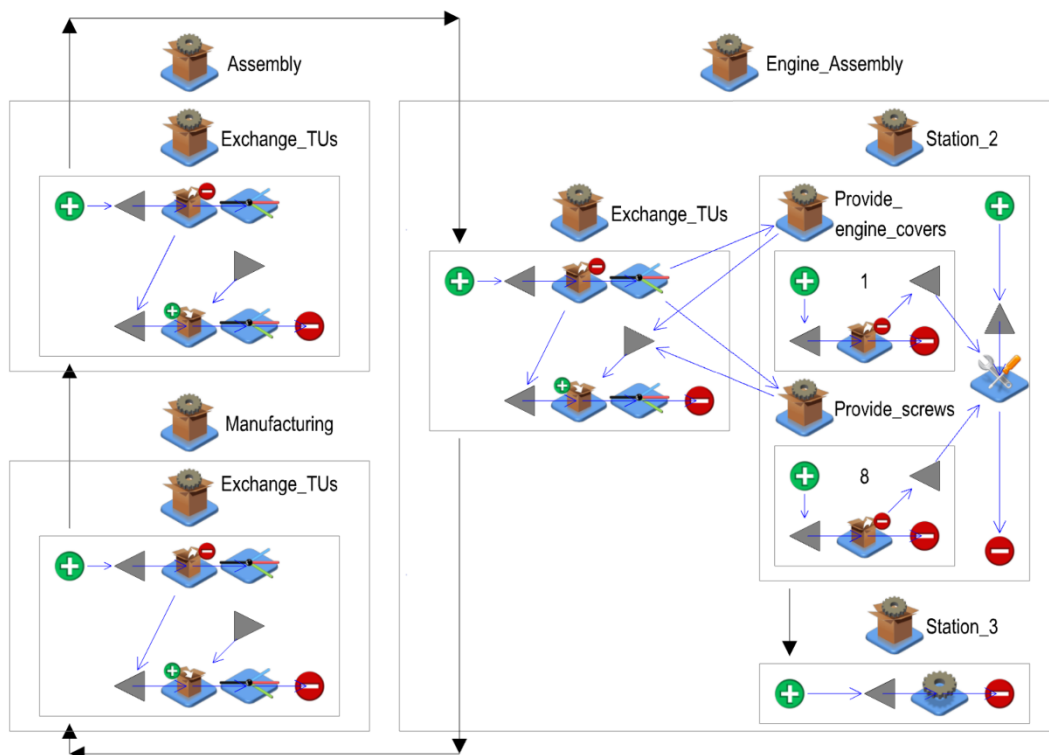 Assembly
Exchange_TUs
Manufacturing
Exchange_TUs
Engine_Assembly
Station_2
Exchange_TUs
Provide_
engine_covers
1
Provide_screws
8
Station_3